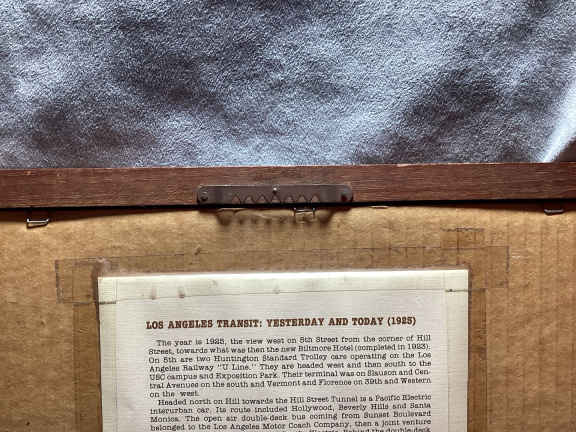 LOS ANGELES TRANSIT: YESTERDAY AND TODAY (1925)
The year is 1925, the view west on 5th Street from the corner of Hill
Street, towards what was then the new Biltmore Hotel (completed in 1923).
On 5th are two Huntington Standard Trolley cars operating on the Los
Angeles Railway "U Line." They are headed west and then south to the
USC campus and Exposition Park. Their terminal was on Slauson and Cen-
tral Avenues on the south and Vermont and Florence on 39th and Western
on the west.
Headed north on Hill towards the Hill Street Tunnel is a Pacific Electric
interurban car. Its route included Hollywood, Beverly Hills and Santa
Monica. The open air double-deck bus coming from Sunset Boulevard
belonged to the Los Angeles Motor Coach Company, then a joint venture
Electric. Behind the double-deck